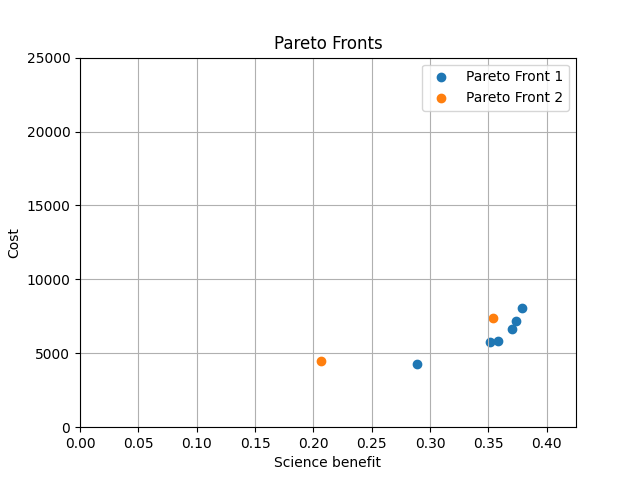 Pareto Fronts
Pareto Front 1
Pareto Front 2
25000
20000
15000
10000
5000
0
Cost
0.00 0.05 0.10 0.15 0.20 0.25 0.30 0.35 0.40
Science benefit